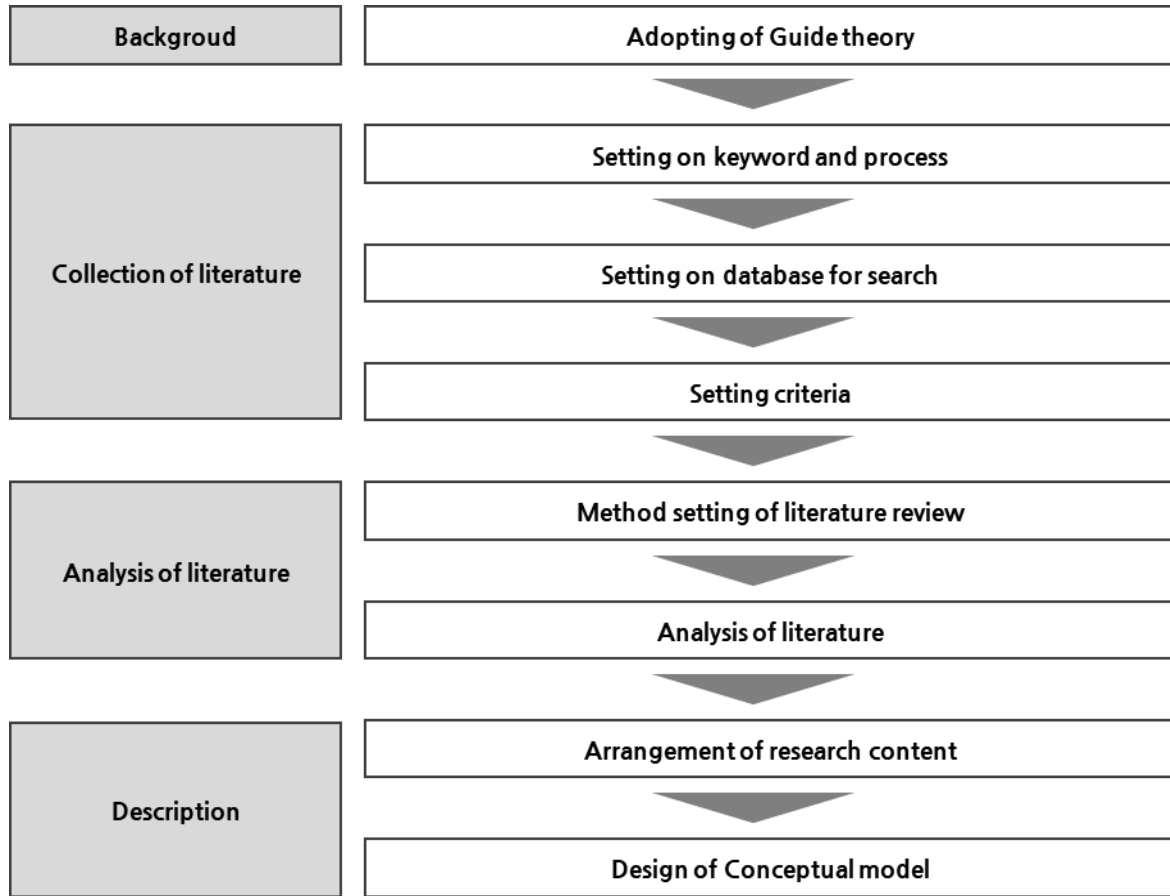 Backgroud
Adopting of Guide theory
Collection of literature
Setting on keyword and process
Setting on database for search
Setting criteria
Analysis of literature
Method setting of literature review
Analysis of literature
Description
Arrangement of research content
Design of Conceptual model